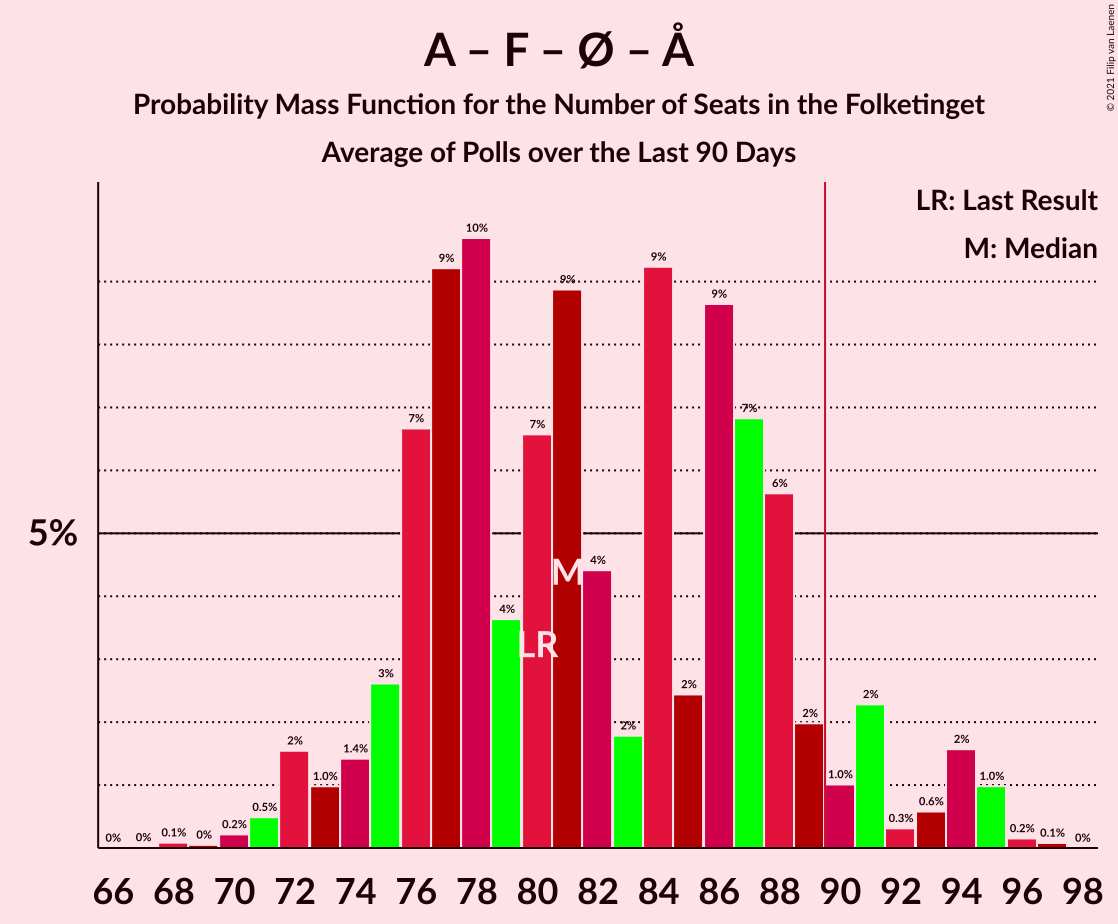 A – F – Ø – Å
Probability Mass Function for the Number of Seats in the Folketinget
Average of Polls over the Last 90 Days
© 2021 Filip van Laenen
LR: Last Result
M: Median
5%
0% 0% 0.1% 0% 0.2% 0.5% 2% 1.0% 1.4% 3% 7% 9% 10% 4% 7% 9% 4% 2% 9% 2% 9% 7% 6% 2% 1.0% 2% 0.3% 0.6% 2% 1.0% 0.2% 0.1% 0%
M
LR
66 68 70 72 74 76 78 80 82 84 86 88 90 92 94 96 98